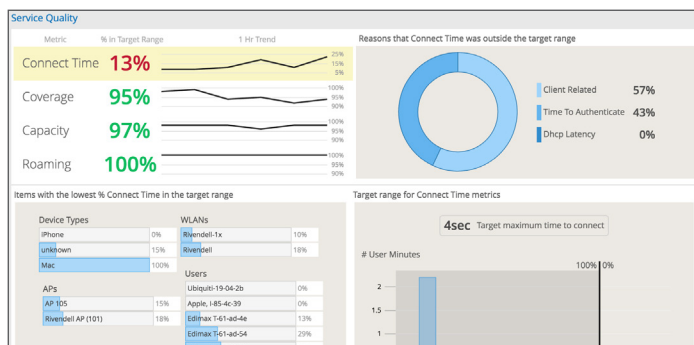 Service Quality
Metric % In Target Range 1 Hr Trend
Connect Time 13% 25% 15% 5%
Coverage 95% 100% 95% 90%
Capacity 97% 100% 95% 90%
Roaming 100% 100% 95% 90%
Reasons that Connect Time was outside the target range
Client Related 57%
Time To Authenticate 43%
Dhcp Latency 0%
Items with the lowest % Connect Time in the target range
Device Types
iPhone 0%
unknown 15%
Mac 100%
APs
AP 105 15%
Rivendell AP (101) 18%
WLANs
Rivendell-1x 10%
Rivendell 18%
Users
Ubiquiti-19-04-2b 0%
Apple, I-85-4c-39 0%
Edimax T-61-ad-4e 13%
Edimax T-61-ad-54 29%
Target range for Connect Time metrics
4sec Target maximum time to connect
# User Minutes
100% 0%
2
1.5
1